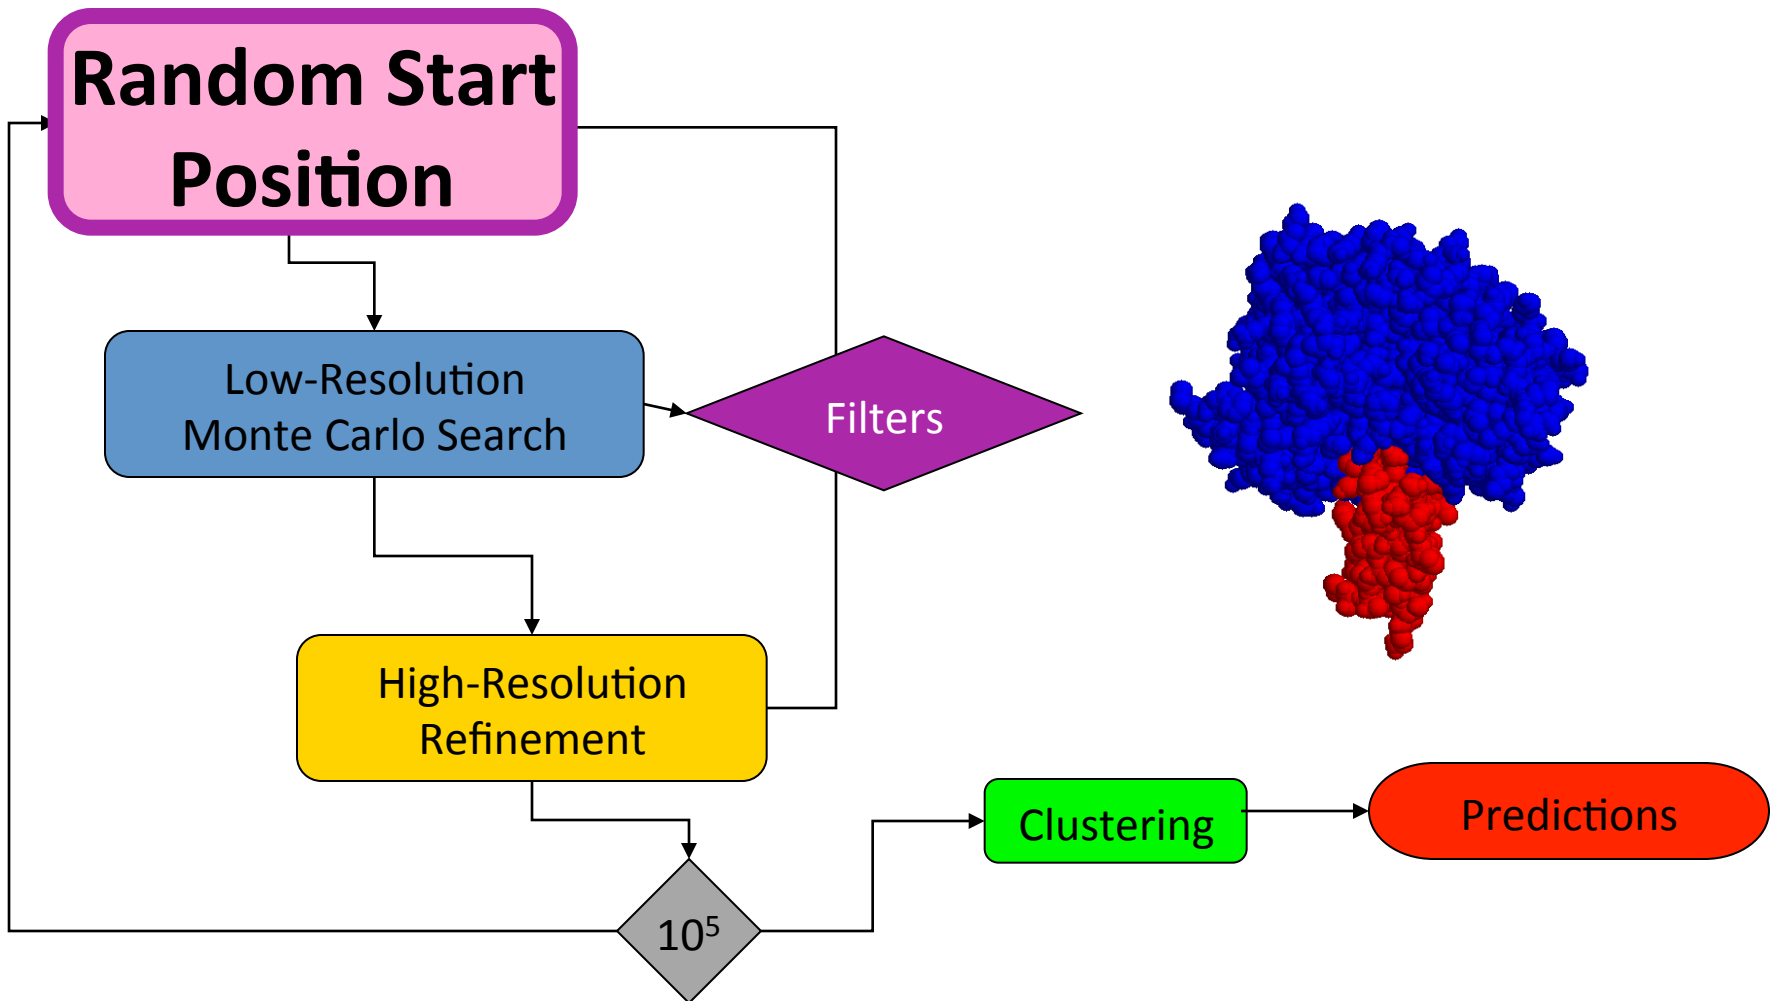 Random Start
Position
Low-Resolution
Monte Carlo Search
Filters
High-Resolution
Refinement
Clustering
Predictions
10⁵